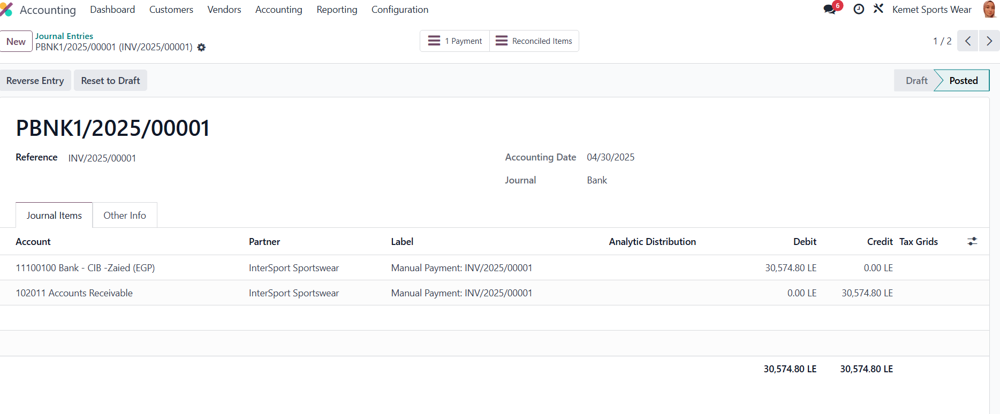 Accounting Dashboard Customers Vendors Accounting Reporting Configuration 6 Kemet Sports Wear
New Journal Entries
PBNK1/2025/00001 (INV/2025/00001)
1 Payment Reconciled Items
1 / 2
Reverse Entry Reset to Draft Draft Posted
PBNK1/2025/00001
Reference INV/2025/00001 Accounting Date 04/30/2025
Journal Bank
Journal Items Other Info
Account Partner Label Analytic Distribution Debit Credit Tax Grids
11100100 Bank - CIB -Zaied (EGP) InterSport Sportswear Manual Payment: INV/2025/00001 30,574.80 LE 0.00 LE
102011 Accounts Receivable InterSport Sportswear Manual Payment: INV/2025/00001 0.00 LE 30,574.80 LE
30,574.80 LE 30,574.80 LE